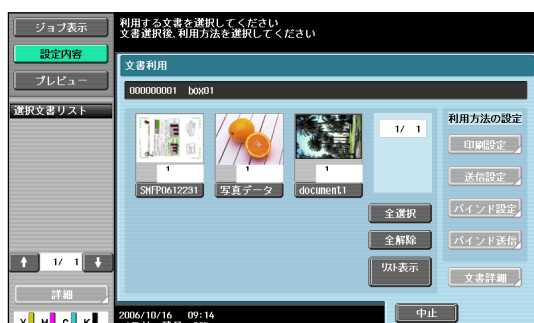 ジョブ表示
設定内容
プレビュー
選択文書リスト
1/ 1
詳細
利用する文書を選択してください
文書選択後、利用方法を選択してください
文書利用
000000001 box01
1
SMFP0612231
1
写真データ
1
document1
1/ 1
全選択
全解除
リスト表示
利用方法の設定
印刷設定
送信設定
バインド設定
バインド送信
文書詳細
2006/10/16 09:14
中止
Y M C K